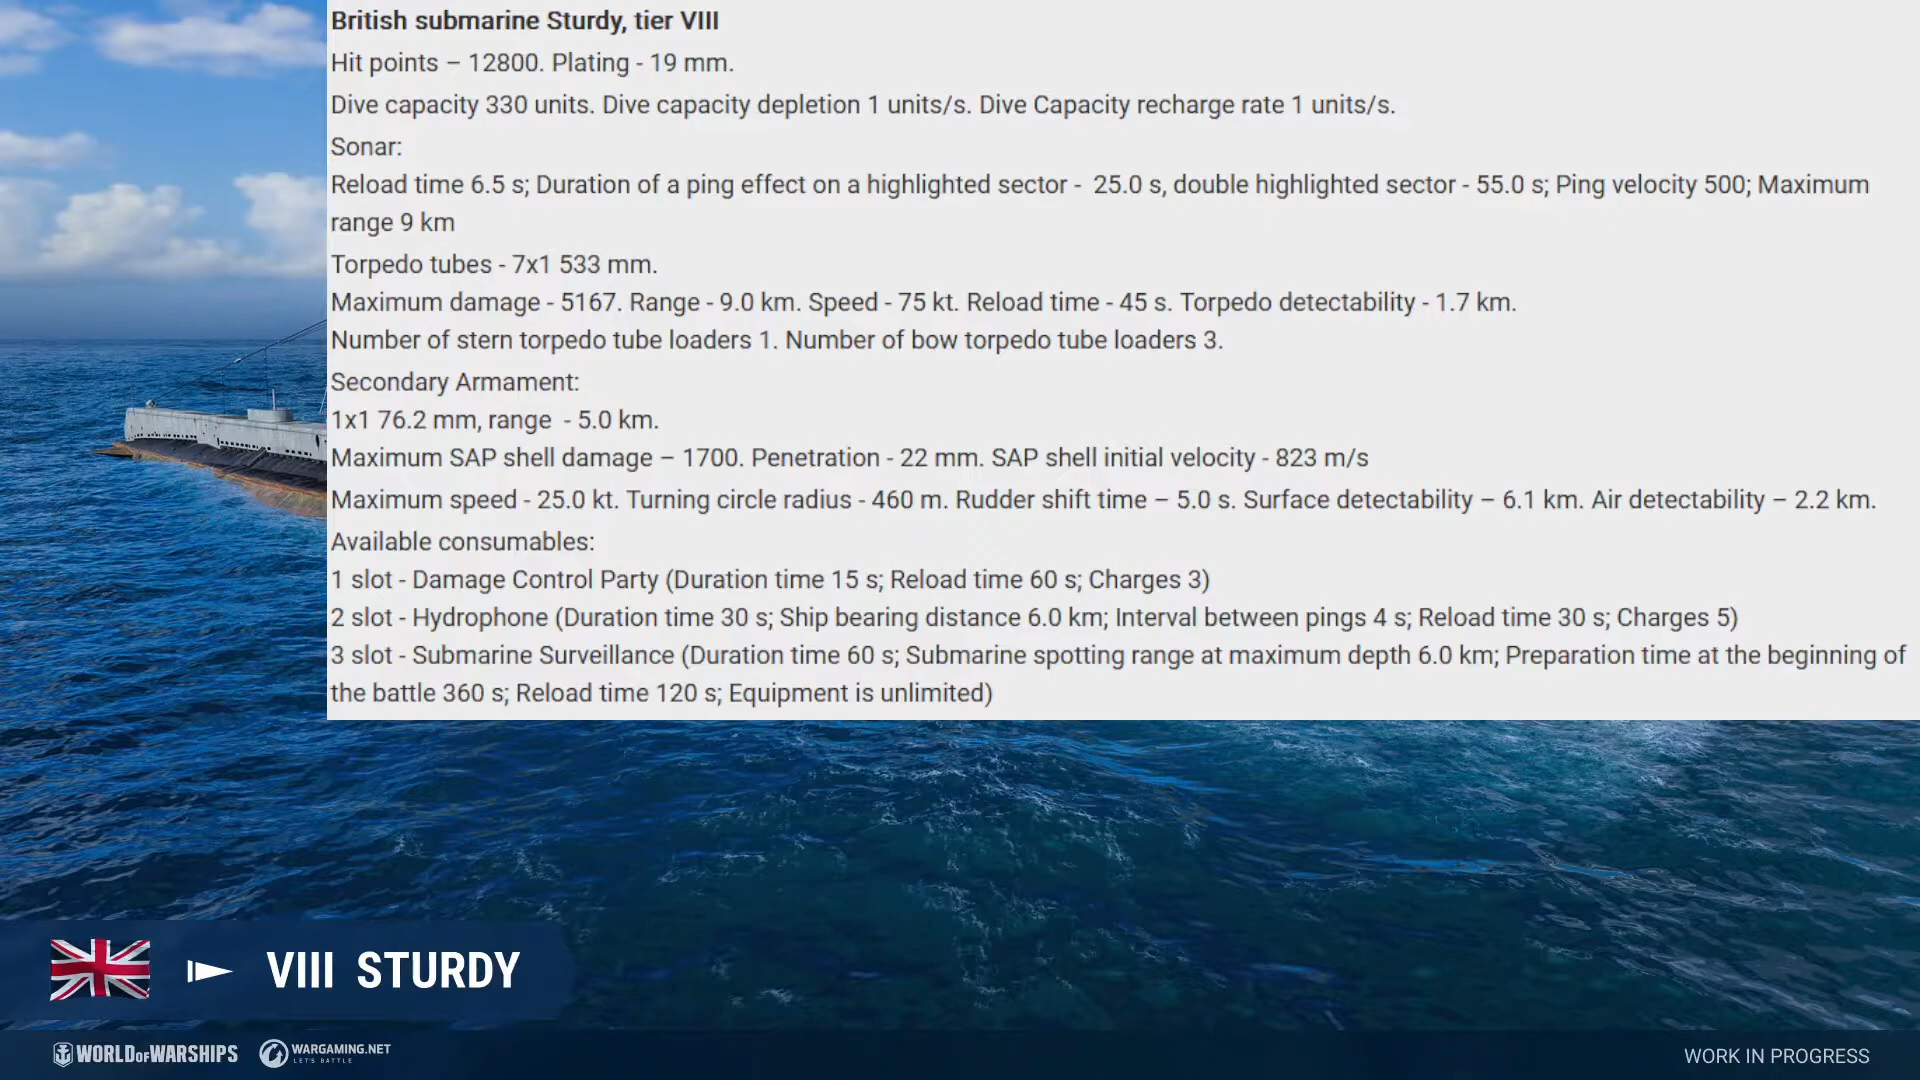 British submarine Sturdy, tier VIII
Hit points – 12800. Plating - 19 mm.
Dive capacity 330 units. Dive capacity depletion 1 units/s. Dive Capacity recharge rate 1 units/s.
Sonar:
Reload time 6.5 s; Duration of a ping effect on a highlighted sector -  25.0 s, double highlighted sector - 55.0 s; Ping velocity 500; Maximum
range 9 km
Torpedo tubes - 7x1 533 mm.
Maximum damage - 5167. Range - 9.0 km. Speed - 75 kt. Reload time - 45 s. Torpedo detectability - 1.7 km.
Number of stern torpedo tube loaders 1. Number of bow torpedo tube loaders 3.
Secondary Armament:
1x1 76.2 mm, range  - 5.0 km.
Maximum SAP shell damage – 1700. Penetration - 22 mm. SAP shell initial velocity - 823 m/s
Maximum speed - 25.0 kt. Turning circle radius - 460 m. Rudder shift time – 5.0 s. Surface detectability – 6.1 km. Air detectability – 2.2 km.
Available consumables:
1 slot - Damage Control Party (Duration time 15 s; Reload time 60 s; Charges 3)
2 slot - Hydrophone (Duration time 30 s; Ship bearing distance 6.0 km; Interval between pings 4 s; Reload time 30 s; Charges 5)
3 slot - Submarine Surveillance (Duration time 60 s; Submarine spotting range at maximum depth 6.0 km; Preparation time at the beginning of
the battle 360 s; Reload time 120 s; Equipment is unlimited)
VIII STURDY
WORLD OF WARSHIPS
WARGAMING.NET
LET'S BATTLE
WORK IN PROGRESS